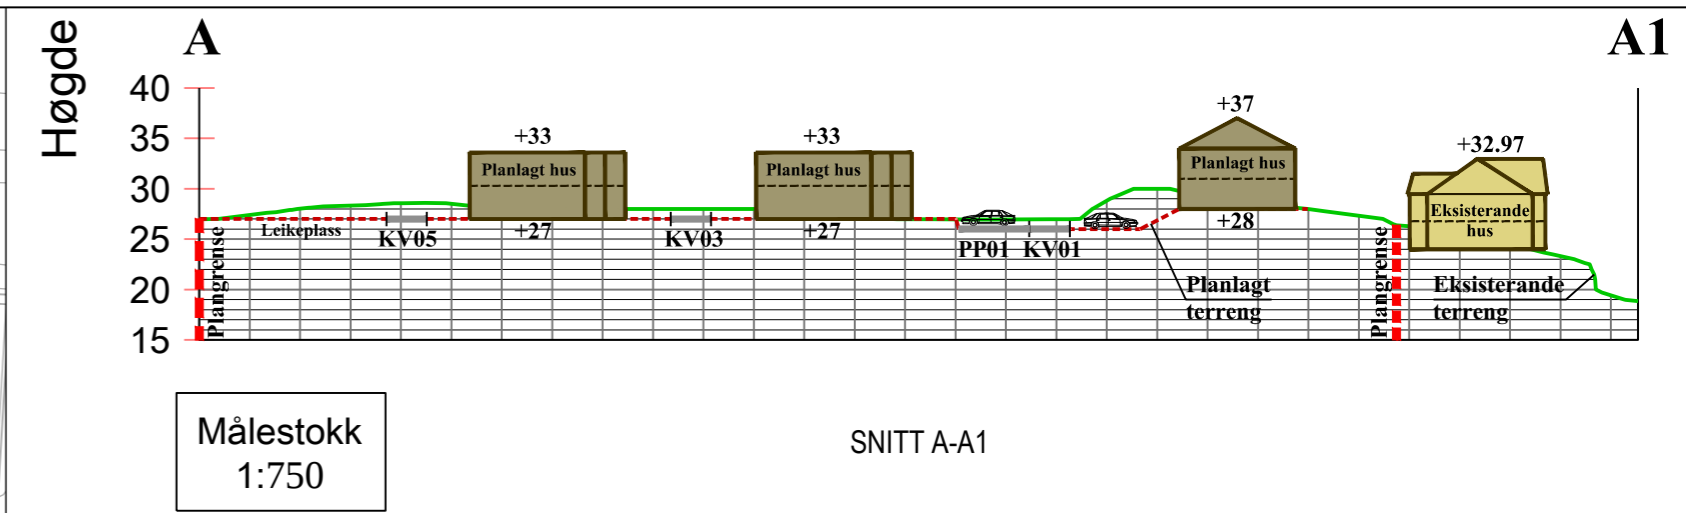 Høgde
A
A1
40
35
30
25
20
15
+33
+33
+37
+32.97
Planlagt hus
Planlagt hus
Planlagt hus
Eksisterande
hus
Leikeplass
KV05
+27
KV03
+27
PP01
KV01
+28
Plangrense
Plangrense
Planlagt
terreng
Eksisterande
terreng
Målestokk
1:750
SNITT A-A1